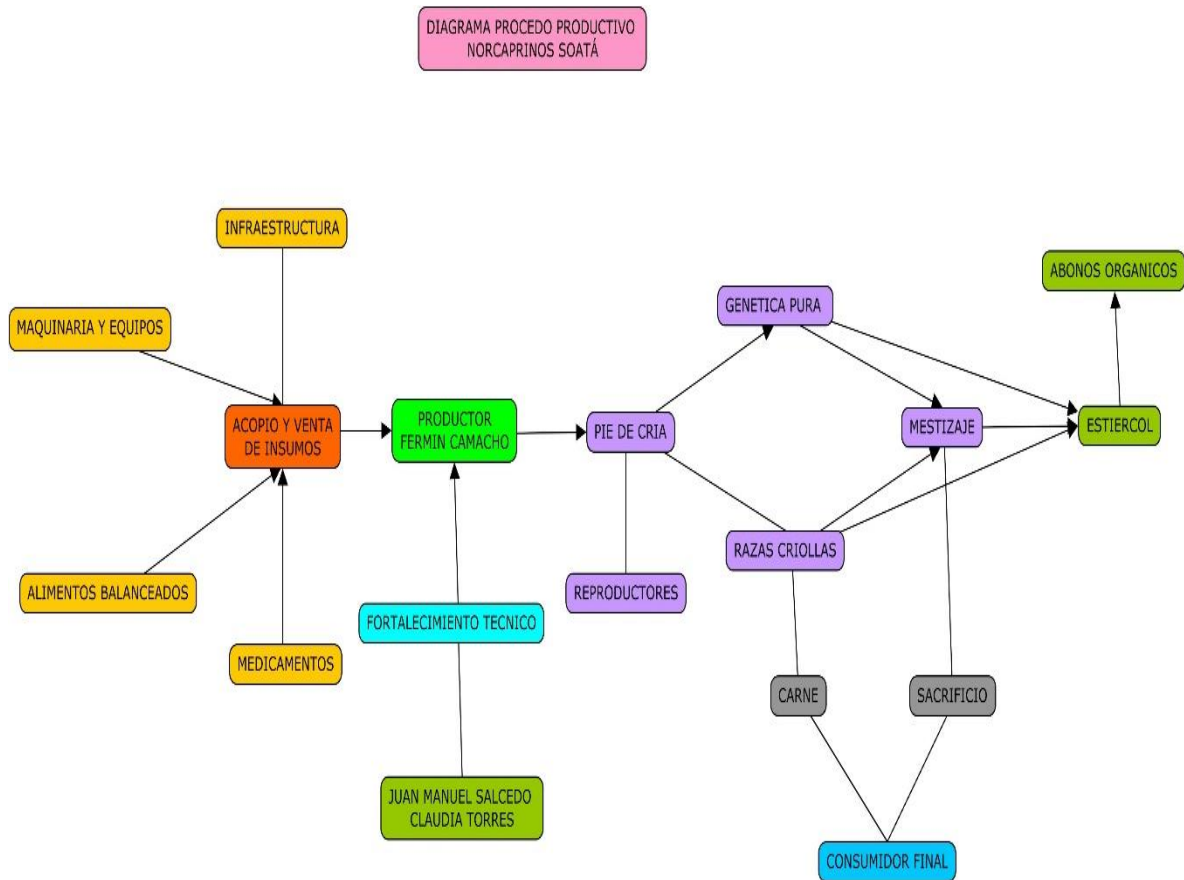 DIAGRAMA PROCEDO PRODUCTIVO
NORCAPRINOS SOATÁ
INFRAESTRUCTURA
MAQUINARIA Y EQUIPOS
ACOPIO Y VENTA
DE INSUMOS
ALIMENTOS BALANCEADOS
MEDICAMENTOS
PRODUCTOR
FERMIN CAMACHO
FORTALECIMIENTO TECNICO
JUAN MANUEL SALCEDO
CLAUDIA TORRES
PIE DE CRIA
REPRODUCTORES
GENETICA PURA
RAZAS CRIOLLAS
MESTIZAJE
CARNE
SACRIFICIO
CONSUMIDOR FINAL
ABONOS ORGANICOS
ESTIERCOL